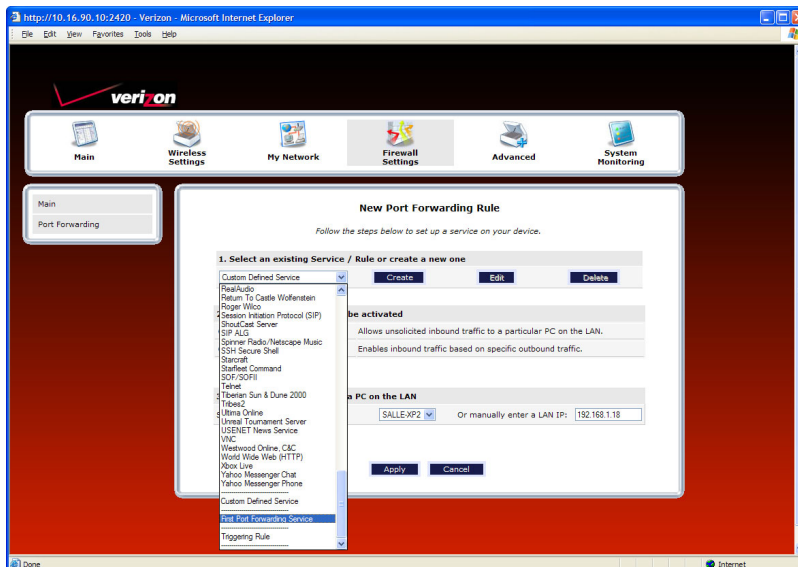 http://10.16.90.10:2420 - Verizon - Microsoft Internet Explorer
File Edit View Favorites Tools Help
verizon
Main
Wireless Settings
My Network
Firewall Settings
Advanced
System Monitoring
Main
Port Forwarding
New Port Forwarding Rule
Follow the steps below to set up a service on your device.
1. Select an existing Service / Rule or create a new one
Custom Defined Service Create Edit Delete
RealAudio
Return To Castle Wolfenstein
Roger Wilco
Session Initiation Protocol (SIP)
be activated
ShoutCast Server
SIP ALG
Allows unsolicited inbound traffic to a particular PC on the LAN.
Spinner Radio/Netscape Music
SSH Secure Shell
Enables inbound traffic based on specific outbound traffic.
Starcraft
Starfleet Command
SOF/SOFII
Telnet
Tiberian Sun & Dune 2000
a PC on the LAN
Tribes2
Ultima Online
SALLE-XP2 Or manually enter a LAN IP: 192.168.1.18
Unreal Tournament Server
USENET News Service
VNC
Westwood Online, C&C
World Wide Web (HTTP)
Xbox Live
Apply Cancel
Yahoo Messenger Chat
Yahoo Messenger Phone
------------------------------
Custom Defined Service
------------------------------
First Port Forwarding Service
------------------------------
Triggering Rule
------------------------------
Done Internet